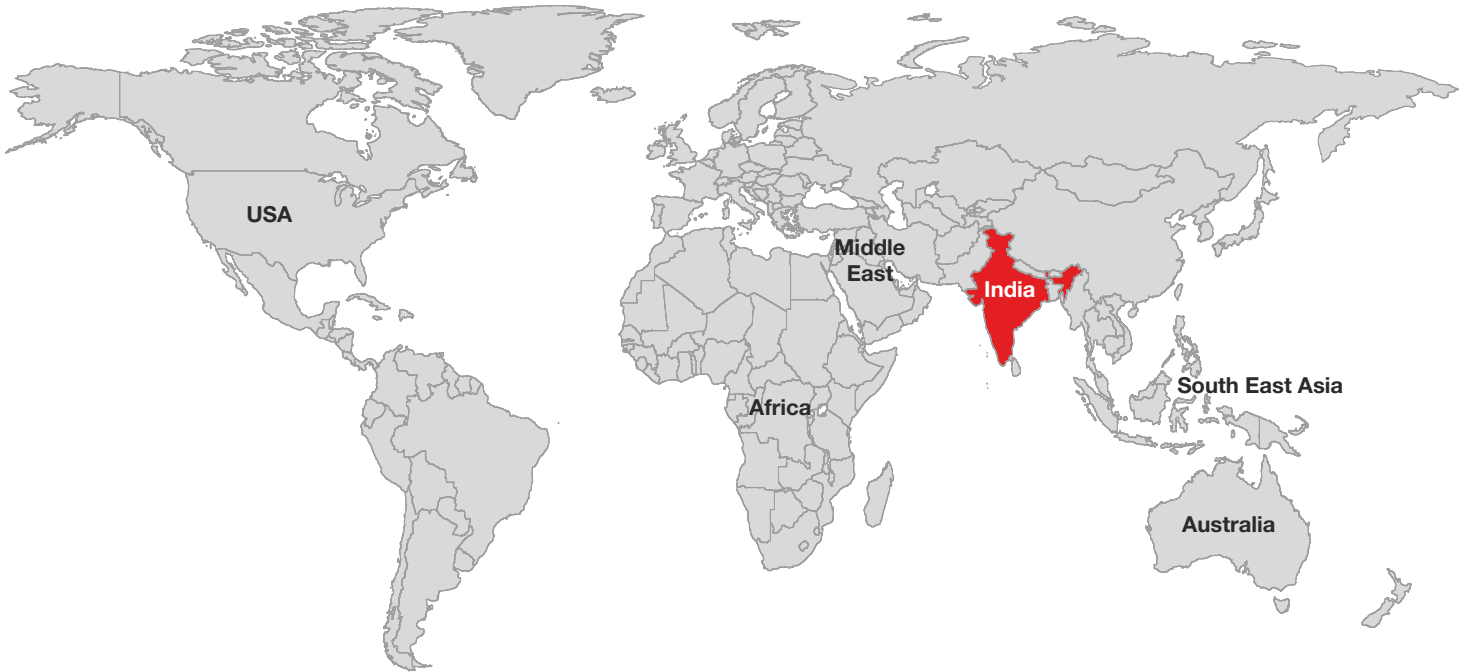 USA
Middle
East
India
South East Asia
Africa
Australia